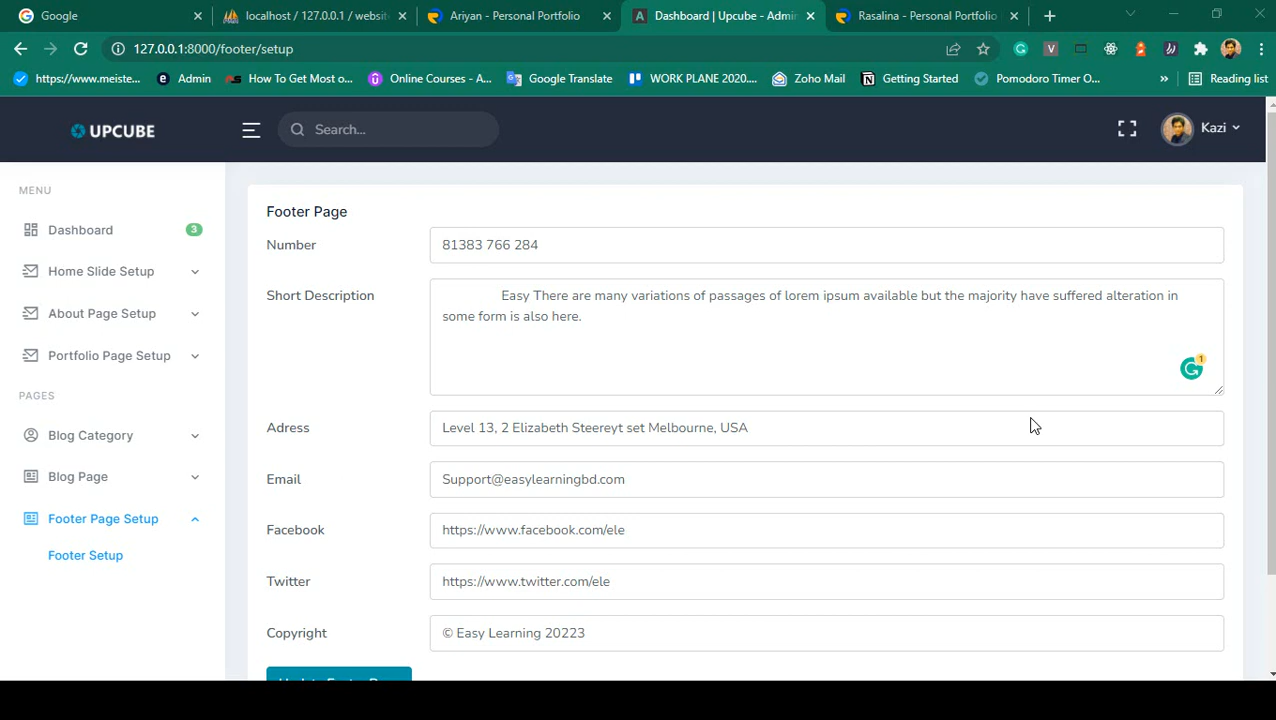 Google
localhost / 127.0.0.1 / websit
Ariyan - Personal Portfolio
Dashboard | Upcube - Admi
Rasalina - Personal Portfolio
127.0.0.1:8000/footer/setup
https://www.meiste...
Admin
How To Get Most o...
Online Courses - A...
Google Translate
WORK PLANE 2020....
Zoho Mail
Getting Started
Pomodoro Timer O...
»
Reading list
UPCUBE
Search...
Kazi
MENU
Dashboard 3
Home Slide Setup
About Page Setup
Portfolio Page Setup
PAGES
Blog Category
Blog Page
Footer Page Setup
Footer Setup
Footer Page
Number
81383 766 284
Short Description
Easy There are many variations of passages of lorem ipsum available but the majority have suffered alteration in
some form is also here.
1
Adress
Level 13, 2 Elizabeth Steereyt set Melbourne, USA
Email
Support@easylearningbd.com
Facebook
https://www.facebook.com/ele
Twitter
https://www.twitter.com/ele
Copyright
© Easy Learning 20223